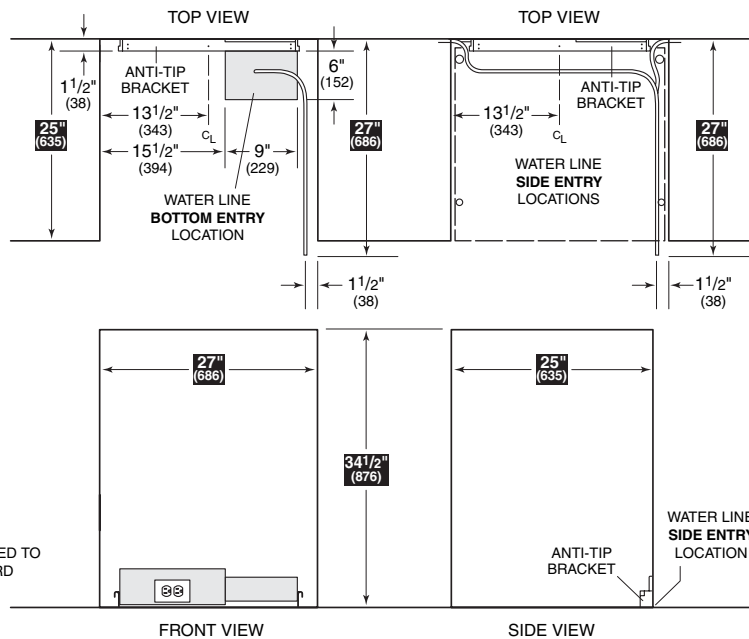 TOP VIEW
TOP VIEW
1 1/2"
(38)
ANTI-TIP
BRACKET
6"
(152)
ANTI-TIP
BRACKET
13 1/2"
(343)
CL
25"
(635)
27"
(686)
13 1/2"
(343)
CL
27"
(686)
15 1/2"
(394)
9"
(229)
WATER LINE
BOTTOM ENTRY
LOCATION
WATER LINE
SIDE ENTRY
LOCATIONS
1 1/2"
(38)
1 1/2"
(38)
27"
(686)
25"
(635)
34 1/2"
(876)
ED TO
RD
ANTI-TIP
BRACKET
WATER LINE
SIDE ENTRY
LOCATION
FRONT VIEW
SIDE VIEW